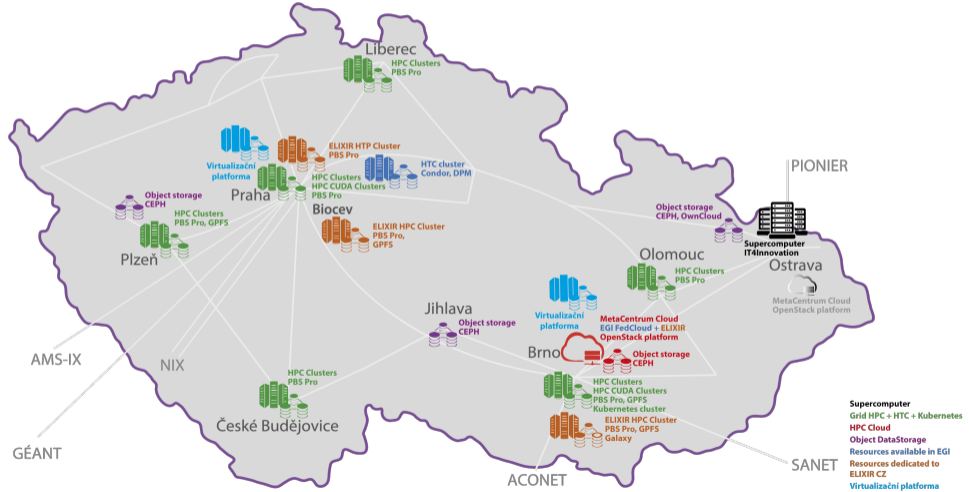 Liberec
HPC Clusters
PBS Pro
ELIXIR HTP Cluster
PBS Pro
Virtualizační
platforma
HTC cluster
Condor, DPM
HPC Clusters
HPC CUDA Clusters
PBS Pro
Praha
Biocev
ELIXIR HPC Cluster
PBS Pro,
GPFS
Object storage
CEPH
HPC Clusters
PBS Pro, GPFS
Plzeň
PIONIER
Object storage
CEPH, OwnCloud
Supercomputer
IT4Innovation
Ostrava
MetaCentrum Cloud
OpenStack platform
Olomouc
HPC Clusters
PBS Pro
Jihlava
Object storage
CEPH
Virtualizační
platforma
MetaCentrum Cloud
EGI FedCloud + ELIXIR
OpenStack platform
Brno
Object storage
CEPH
HPC Clusters
HPC CUDA Clusters
PBS Pro, GPFS
Kubernetes cluster
ELIXIR HPC Cluster
PBS Pro, GPFS
Galaxy
AMS-IX
NIX
HPC Clusters
PBS Pro
České Budějovice
GÉANT
ACONET
SANET
Supercomputer
Grid HPC + HTC + Kubernetes
HPC Cloud
Object DataStorage
Resources available in EGI
Resources dedicated to
ELIXIR CZ
Virtualizační platforma